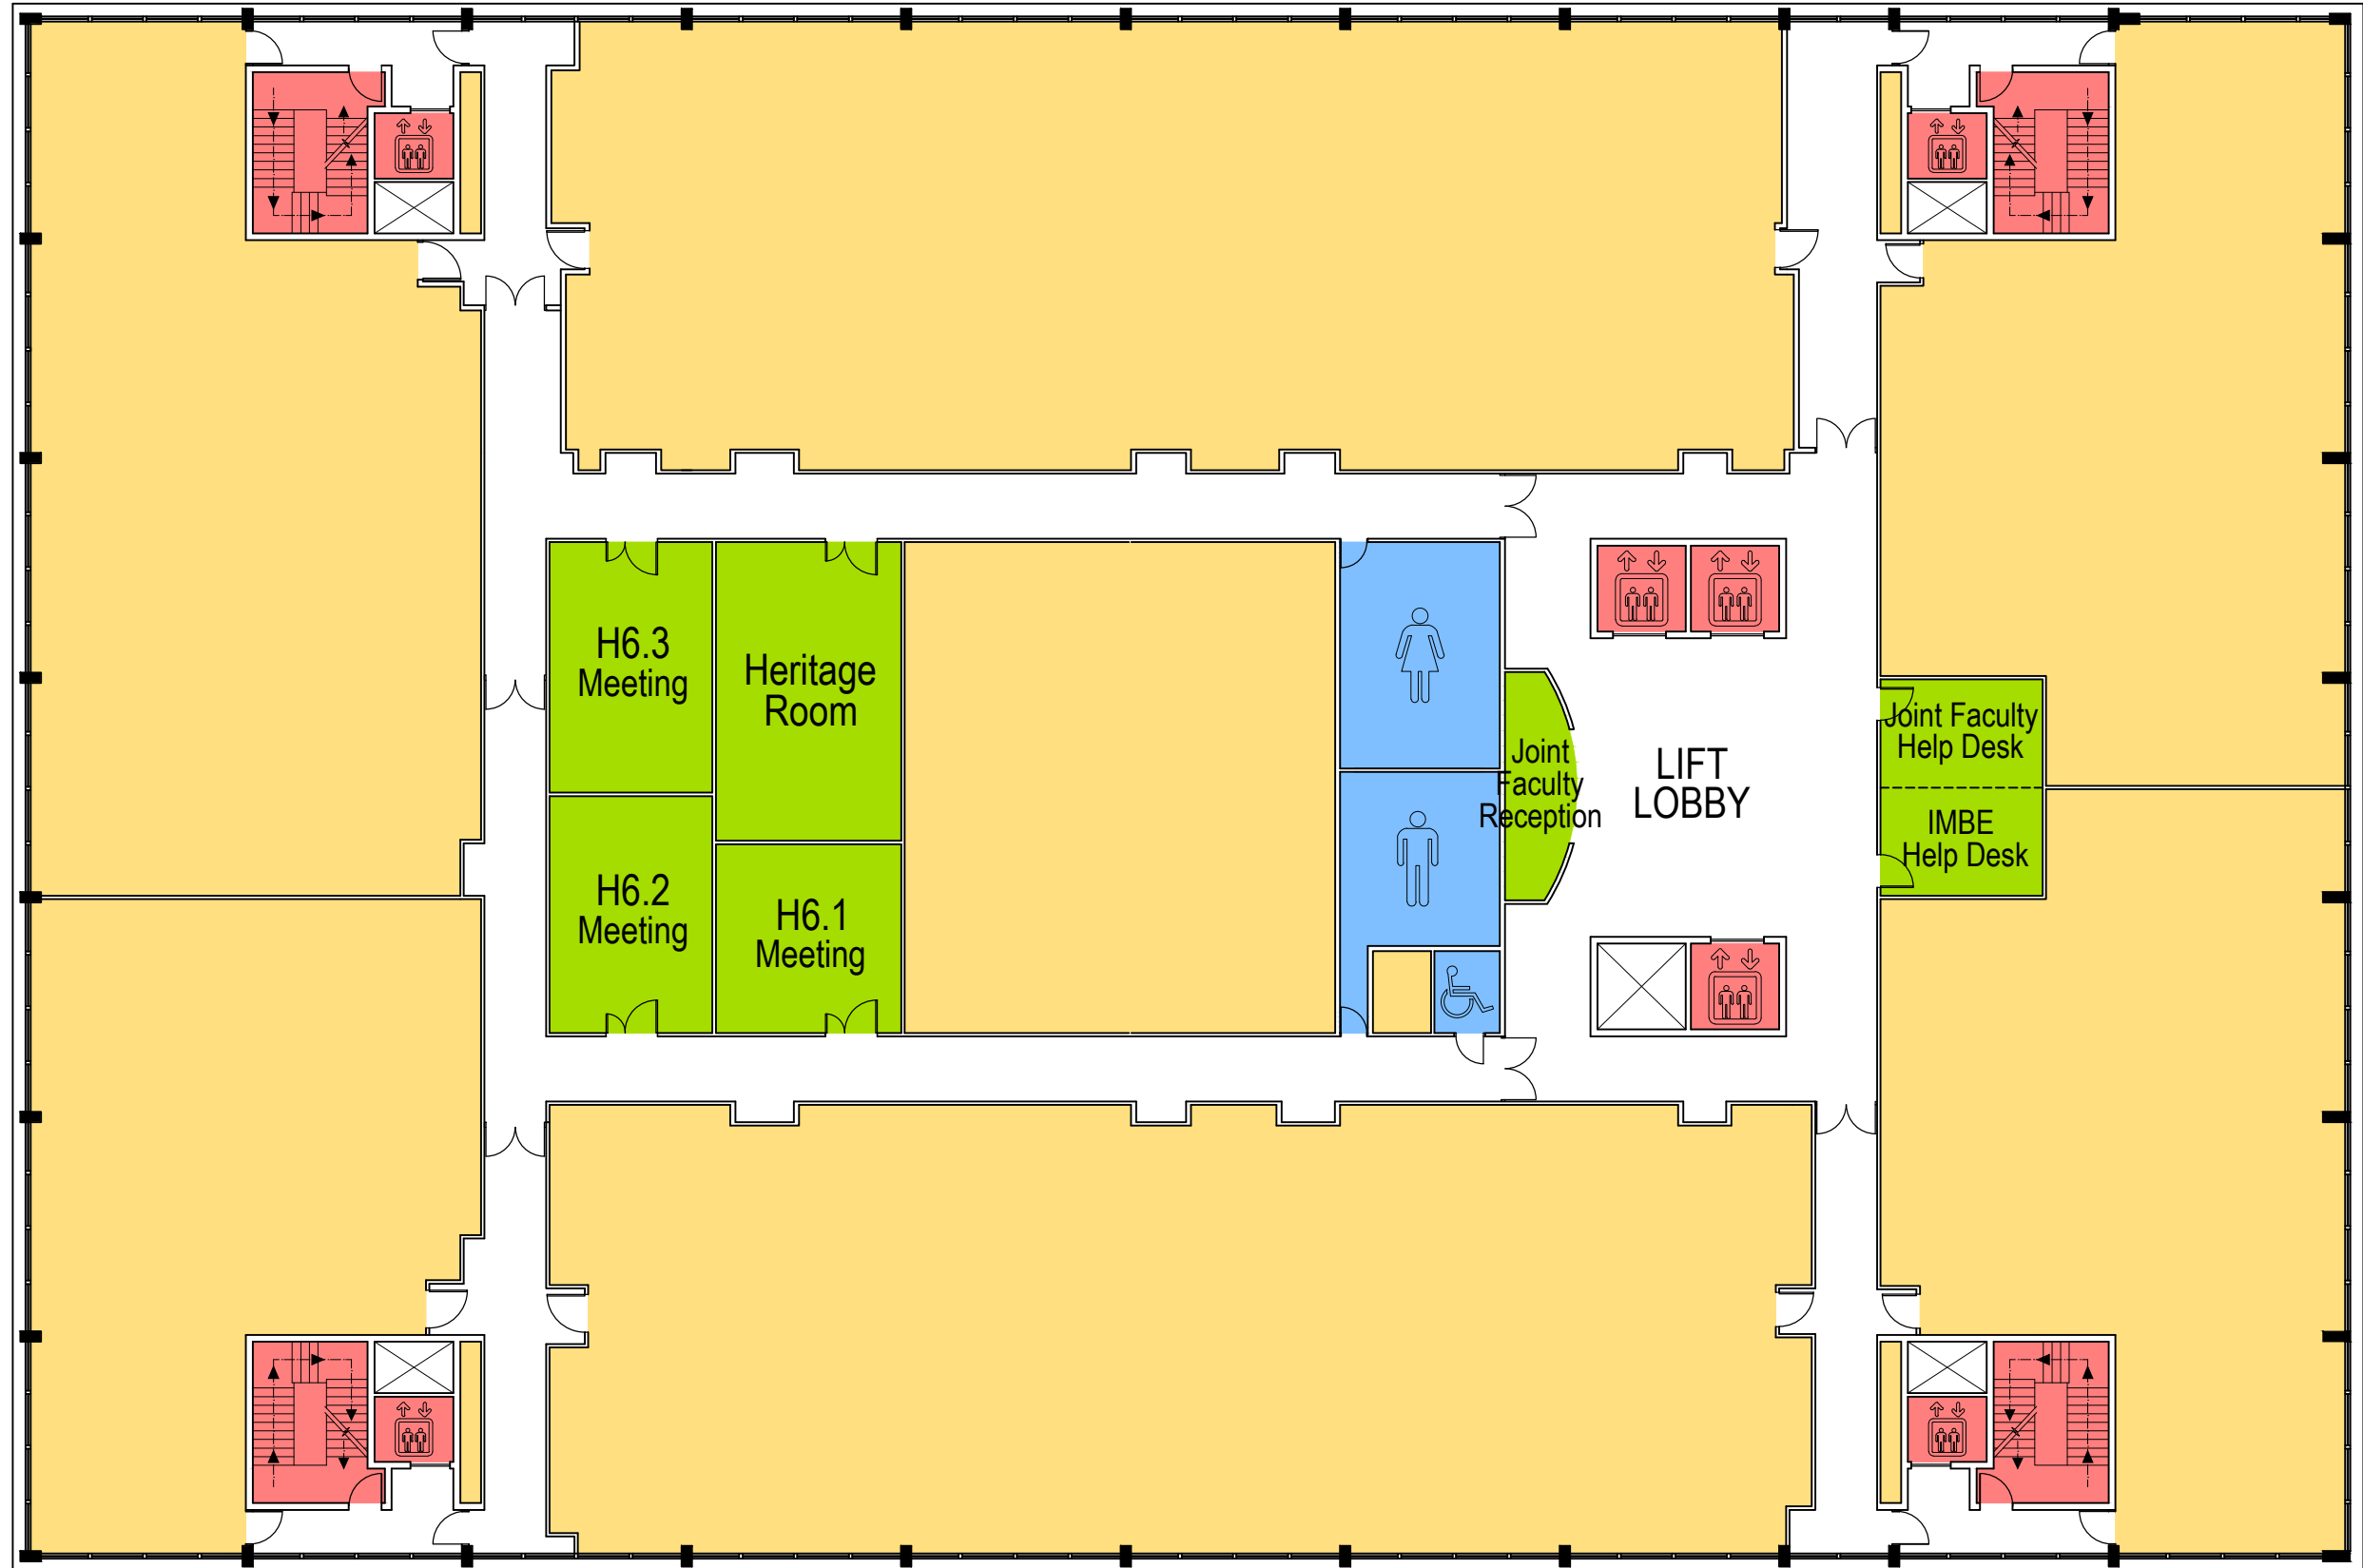 H6.3
Meeting
Heritage
Room
H6.2
Meeting
H6.1
Meeting
Joint
Faculty
Reception
LIFT
LOBBY
Joint Faculty
Help Desk
IMBE
Help Desk